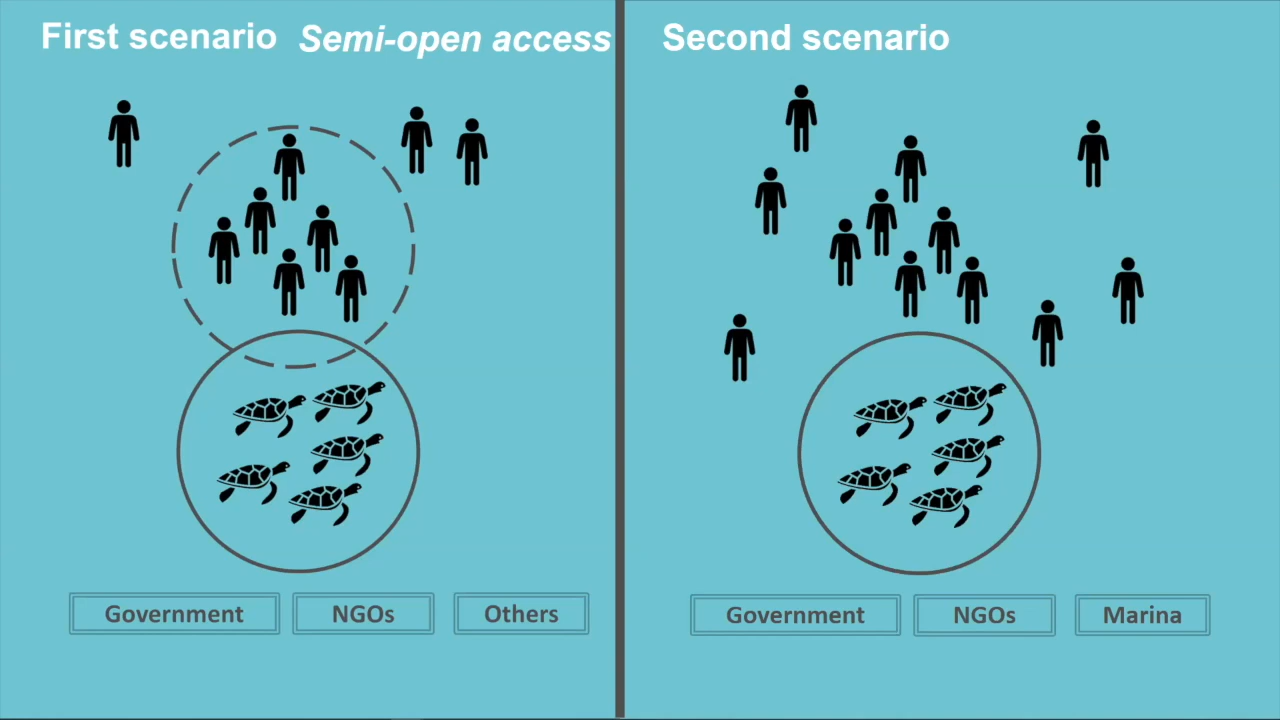 First scenario Semi-open access
Second scenario
Government NGOs Others
Government NGOs Marina